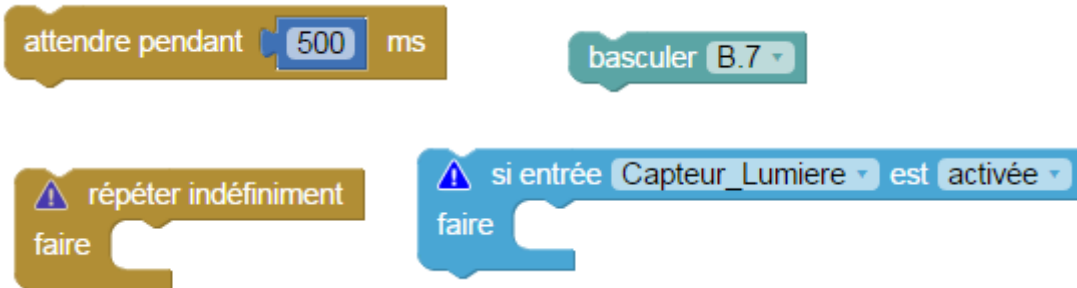 attendre pendant 500 ms
basculer B.7
répéter indéfiniment
faire
si entrée Capteur_Lumiere est activée
faire